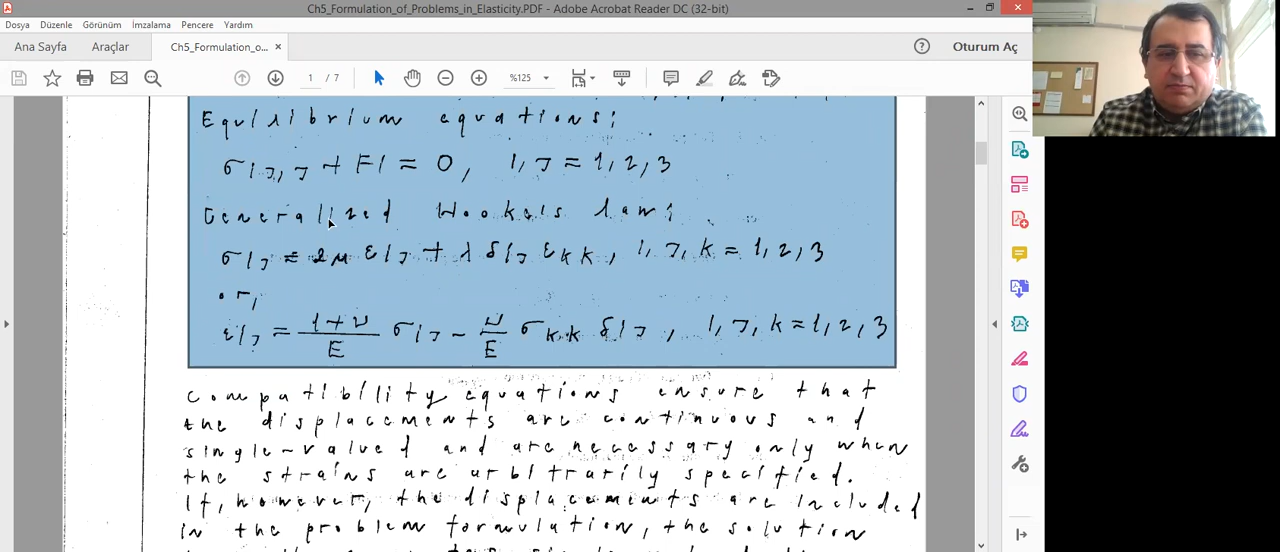 Ch5_Formulation_of_Problems_in_Elasticity.PDF - Adobe Acrobat Reader DC (32-bit)
Dosya Düzenle Görünüm İmzalama Pencere Yardım
Ana Sayfa Araçlar Ch5_Formulation_o... × Oturum Aç
1 / 7 %125
Equilibrium equations:
σij,j + Fi = 0, i,j = 1,2,3
Generalized Hooke's law:
σij = 2μ εij + λ δij εkk, i,j,k = 1,2,3
or,
εij = 1+ν/E σij - ν/E σkk δij, i,j,k = 1,2,3
Compatibility equations ensure that
the displacements are continuous and
single-valued and are necessary only when
the strains are arbitrarily specified.
If, however, the displacements are included
in the problem formulation, the solution